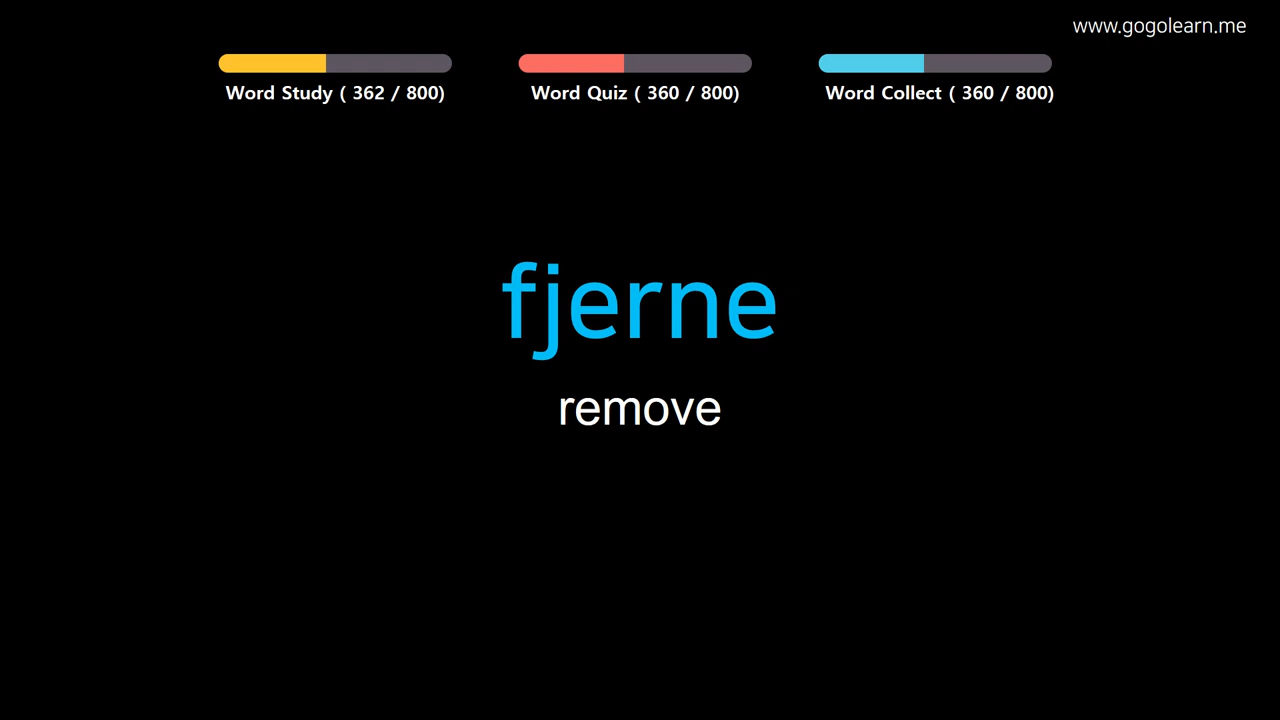 www.gogolearn.me
Word Study ( 362 / 800)
Word Quiz ( 360 / 800)
Word Collect ( 360 / 800)
fjerne
remove